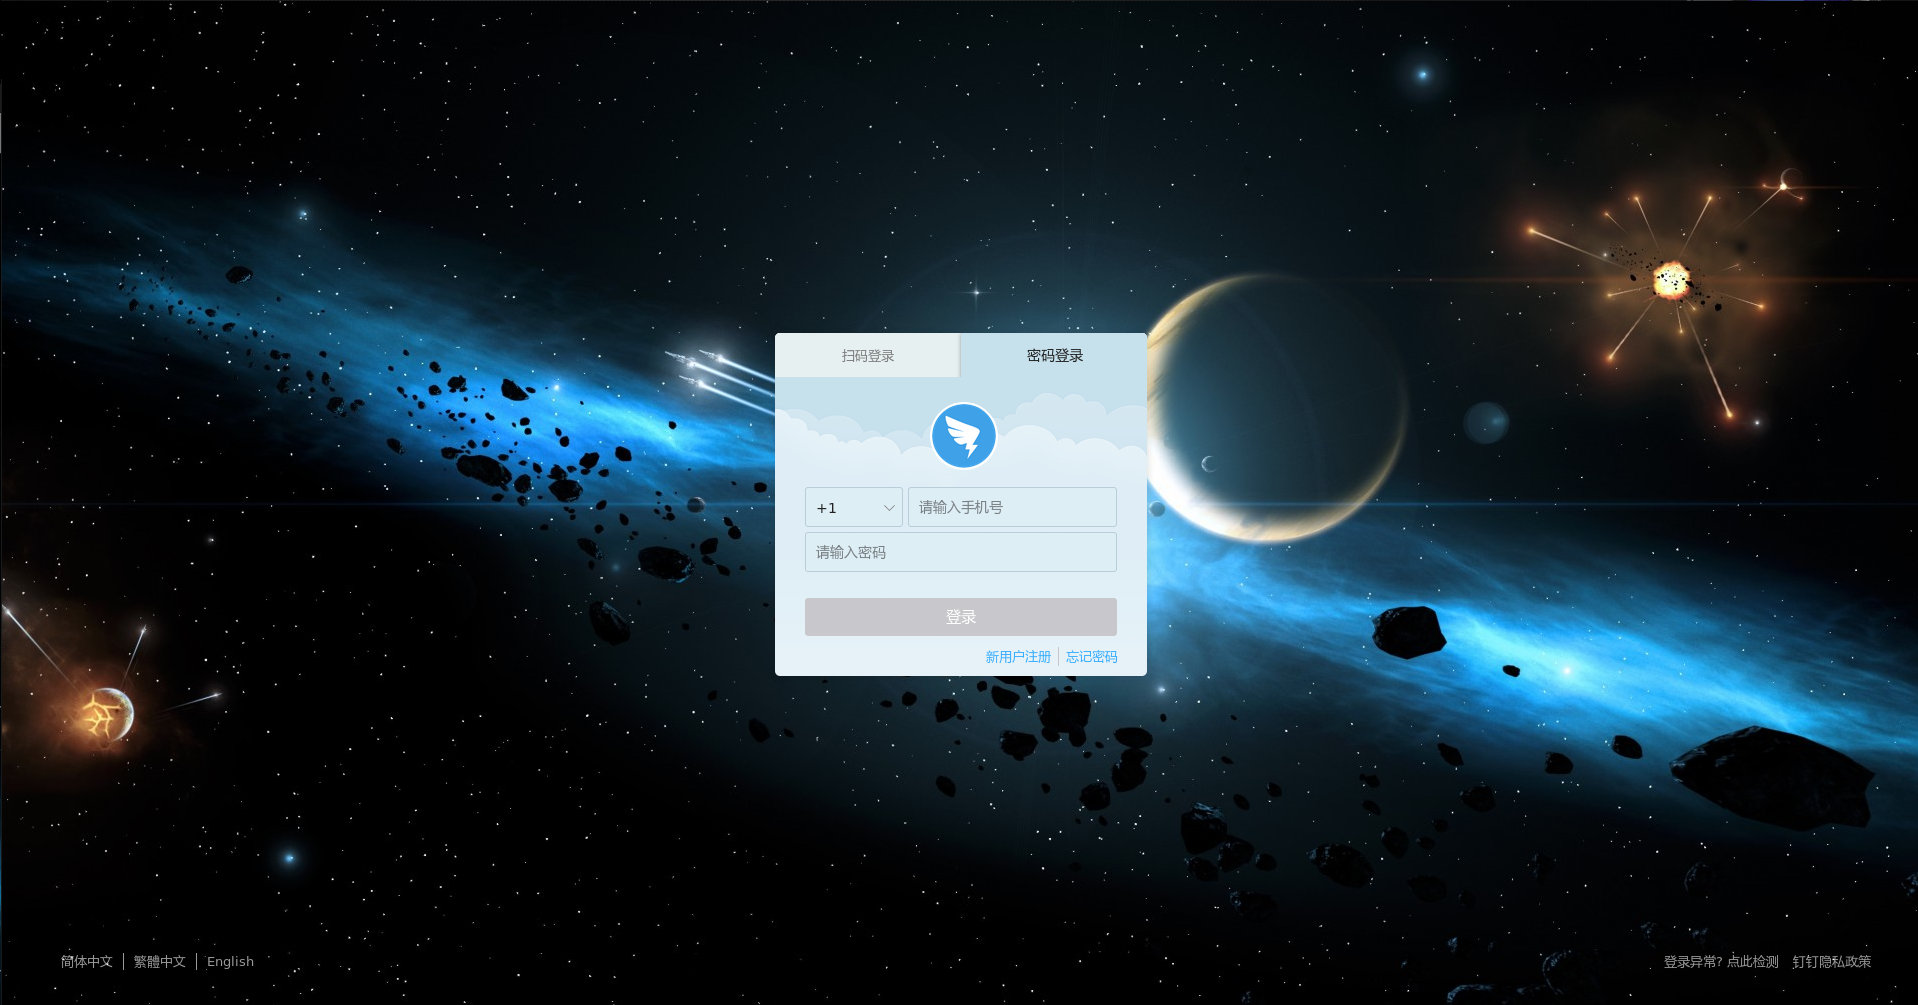 扫码登录
密码登录
+1
请输入手机号
请输入密码
登录
新用户注册 忘记密码
简体中文 繁體中文 English
登录异常? 点此检测 钉钉隐私政策